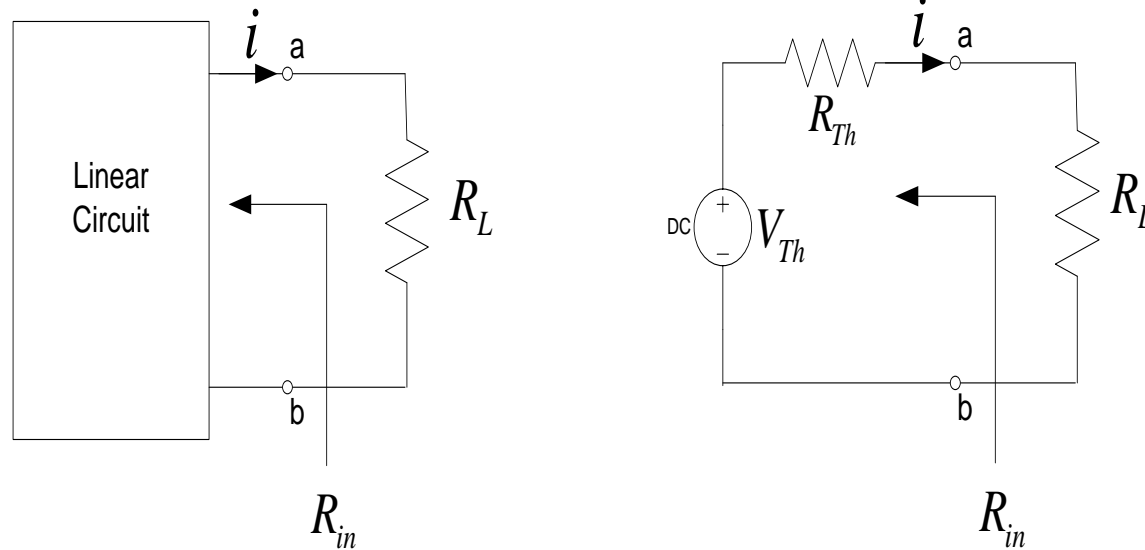 i
a
Linear
Circuit
R_L
b
R_in
i
a
R_Th
DC
+
−
V_Th
R_L
b
R_in